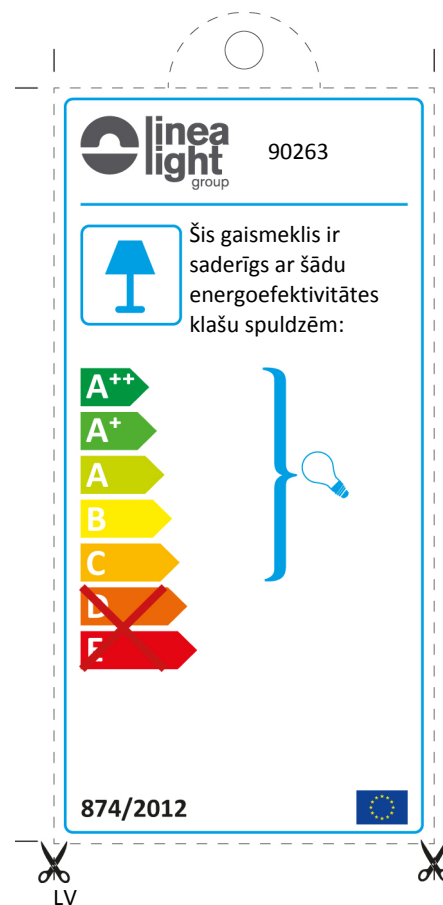 linea
light
group
90263
Šis gaismeklis ir
saderīgs ar šādu
energoefektivitātes
klašu spuldzēm:
A++
A+
A
B
C
D
E
874/2012
LV